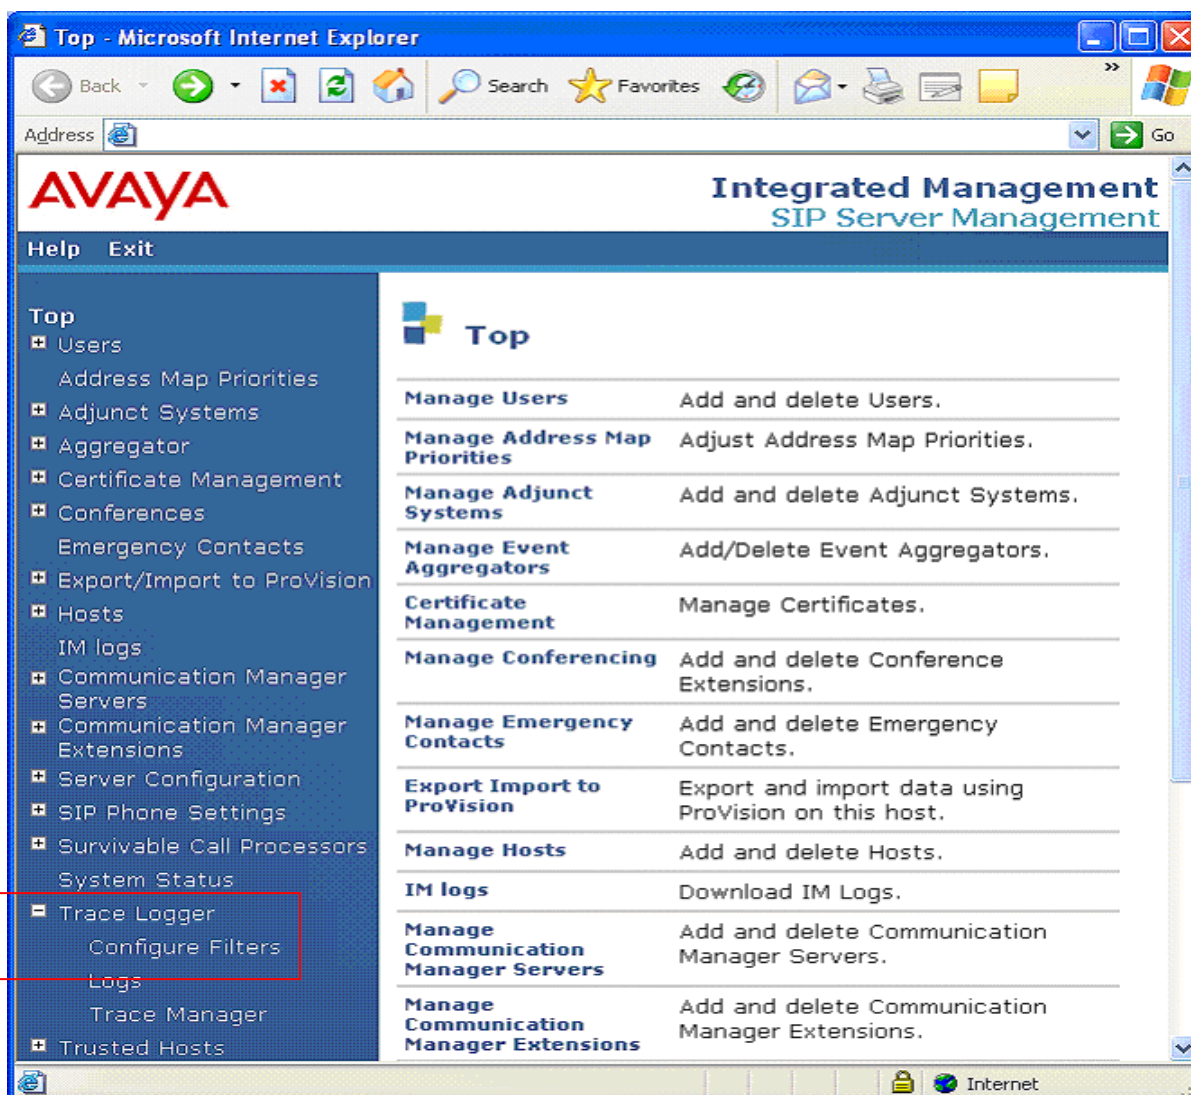 Top - Microsoft Internet Explorer
Back Search Favorites »
Address Go
AVAYA
Integrated Management
SIP Server Management
Help Exit
Top
Users
Address Map Priorities
Adjunct Systems
Aggregator
Certificate Management
Conferences
Emergency Contacts
Export/Import to ProVision
Hosts
IM logs
Communication Manager
Servers
Communication Manager
Extensions
Server Configuration
SIP Phone Settings
Survivable Call Processors
System Status
Trace Logger
Configure Filters
Logs
Trace Manager
Trusted Hosts
Top
Manage Users Add and delete Users.
Manage Address Map Adjust Address Map Priorities.
Priorities
Manage Adjunct Add and delete Adjunct Systems.
Systems
Manage Event Add/Delete Event Aggregators.
Aggregators
Certificate Manage Certificates.
Management
Manage Conferencing Add and delete Conference
Extensions.
Manage Emergency Add and delete Emergency
Contacts Contacts.
Export Import to Export and import data using
ProVision ProVision on this host.
Manage Hosts Add and delete Hosts.
IM logs Download IM Logs.
Manage Add and delete Communication
Communication Manager Servers.
Manager Servers
Manage Add and delete Communication
Communication Manager Extensions.
Manager Extensions
Internet